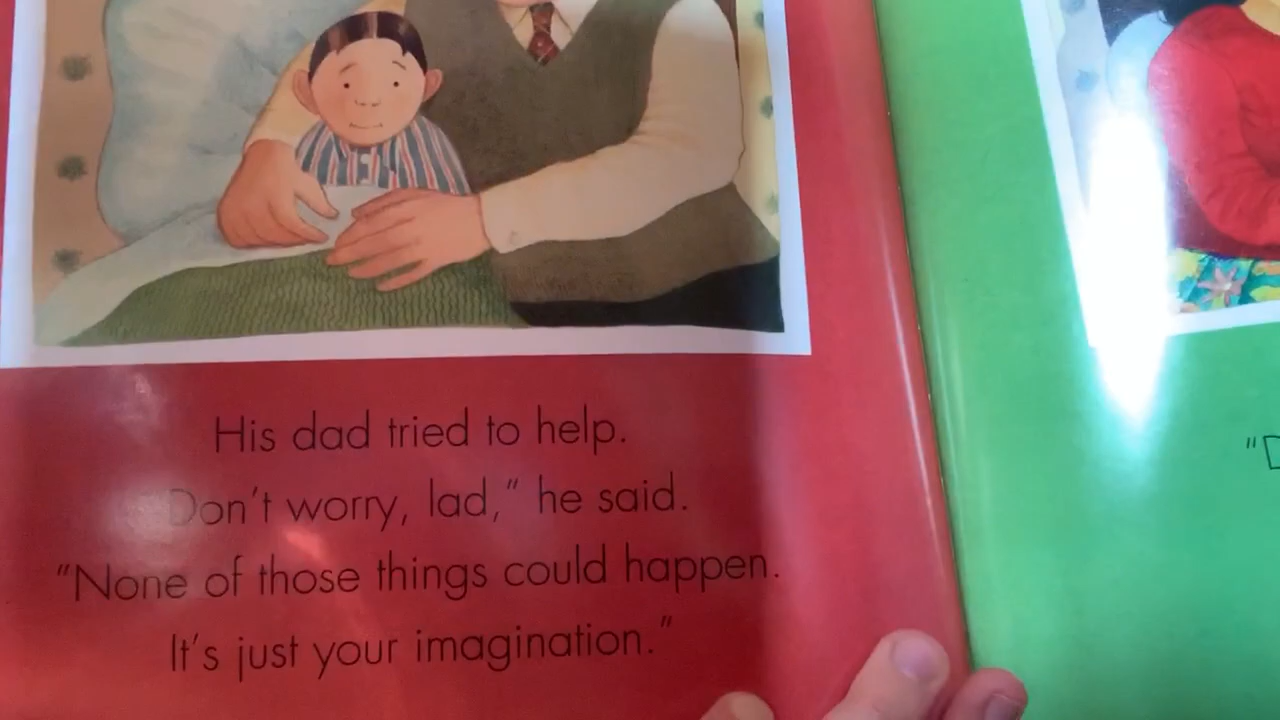 His dad tried to help.
Don't worry, lad," he said.
"None of those things could happen.
It's just your imagination."
"D